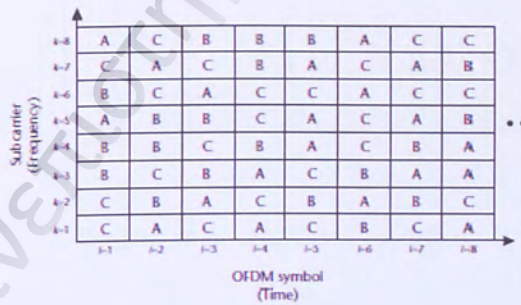 k=8 A C B B B A C C
k=7 C A C B A C A B
k=6 B C A C C A C C
k=5 A B B C A C A B
k=4 B B C B A C B A
k=3 B C B A C B A A
k=2 C B A C B A B C
k=1 C A C A C B C A
i=1 i=2 i=3 i=4 i=5 i=6 i=7 i=8
Subcarrier
(Frequency)
OFDM symbol
(Time)